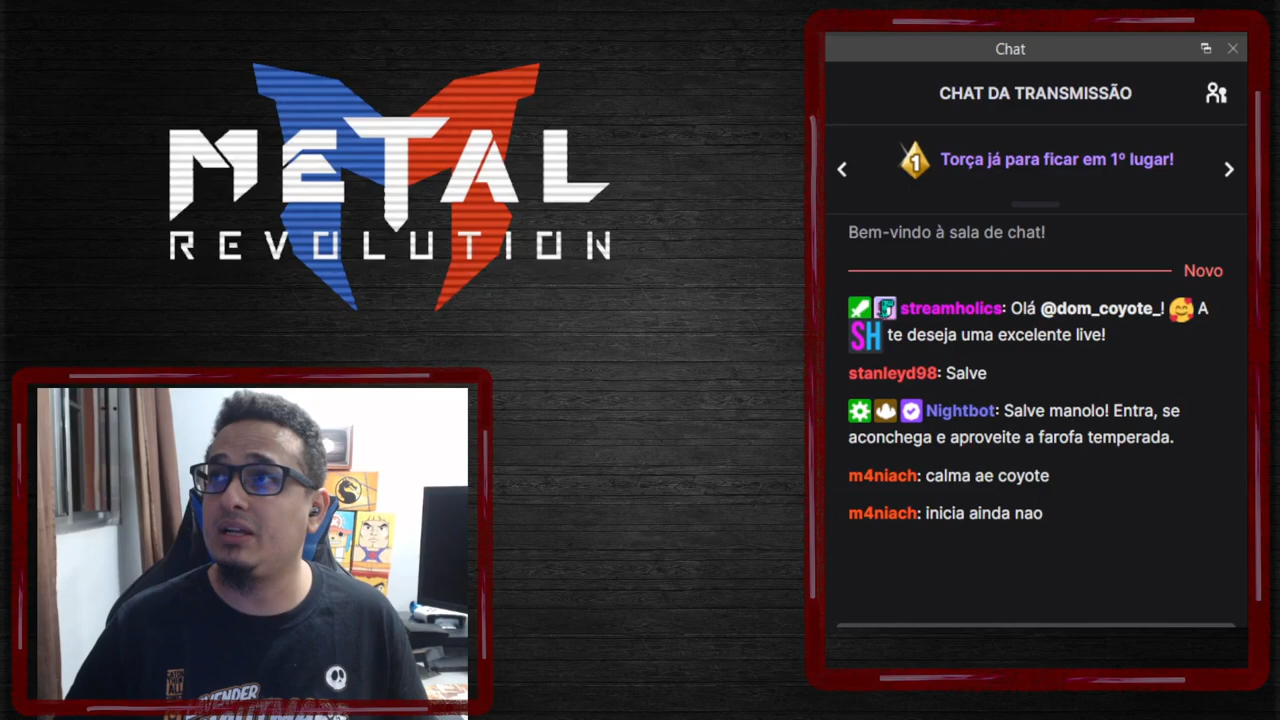 METAL
REVOLUTION
Chat
CHAT DA TRANSMISSÃO
1
Torça já para ficar em 1º lugar!
Bem-vindo à sala de chat!
Novo
streamholics: Olá @dom_coyote_! A
SH te deseja uma excelente live!
stanleyd98: Salve
Nightbot: Salve manolo! Entra, se
aconchega e aproveite a farofa temperada.
m4niach: calma ae coyote
m4niach: inicia ainda nao